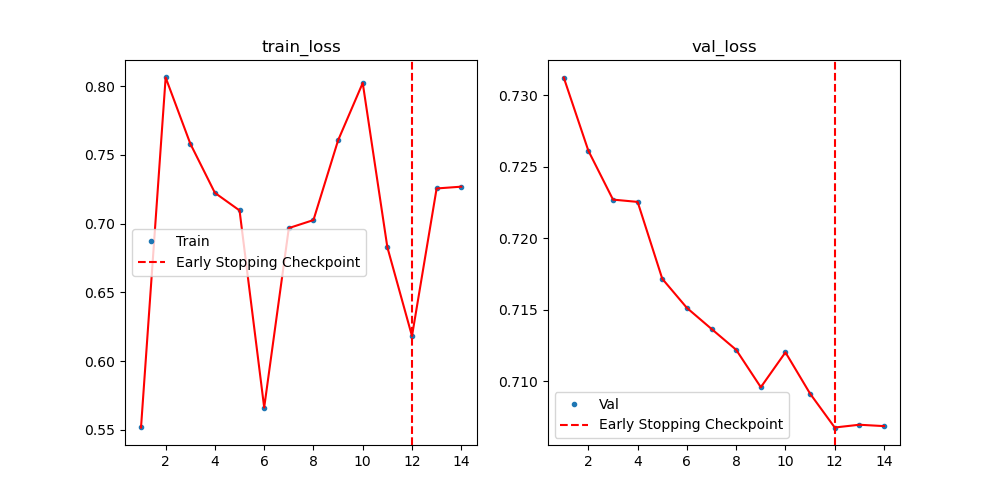 train_loss
0.80
0.75
0.70
0.65
0.60
0.55
2 4 6 8 10 12 14
Train
Early Stopping Checkpoint
val_loss
0.730
0.725
0.720
0.715
0.710
2 4 6 8 10 12 14
Val
Early Stopping Checkpoint